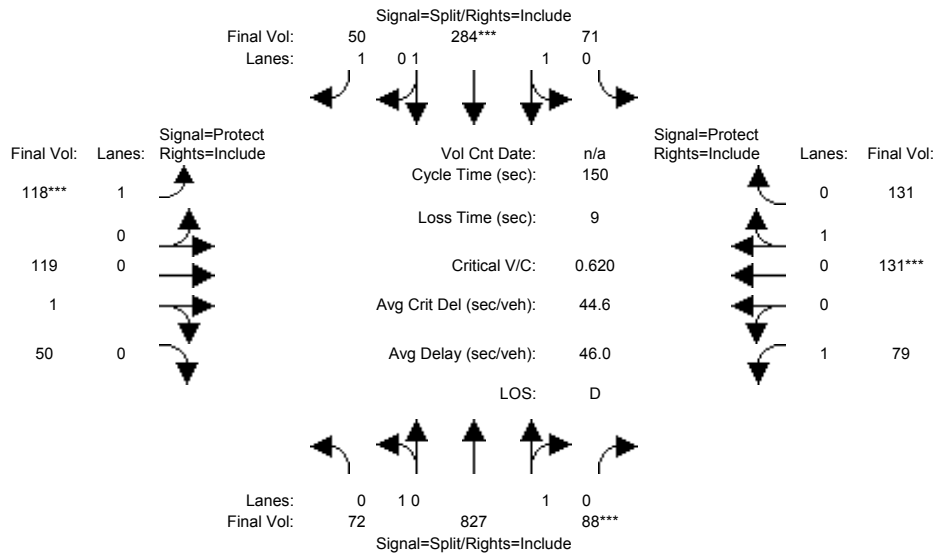 Signal=Split/Rights=Include
Final Vol: 50 284*** 71
Lanes: 1 0 1 1 0
Signal=Protect
Final Vol: Lanes: Rights=Include
Vol Cnt Date: n/a
Signal=Protect
Rights=Include Lanes: Final Vol:
Cycle Time (sec): 150
118*** 1
0 131
Loss Time (sec): 9
0
1
119 0
Critical V/C: 0.620
0 131***
1
Avg Crit Del (sec/veh): 44.6
0
50 0
Avg Delay (sec/veh): 46.0
1 79
LOS: D
Lanes: 0 1 0 1 0
Final Vol: 72 827 88***
Signal=Split/Rights=Include